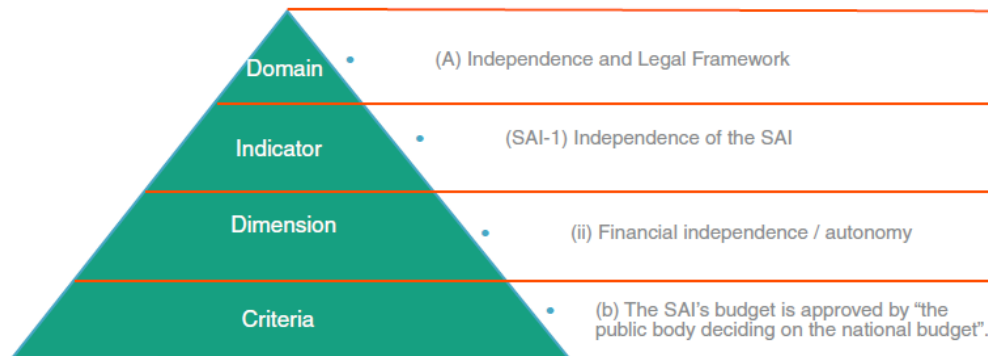 Domain
(A) Independence and Legal Framework
Indicator
(SAI-1) Independence of the SAI
Dimension
(ii) Financial independence / autonomy
Criteria
(b) The SAI's budget is approved by “the
public body deciding on the national budget”.